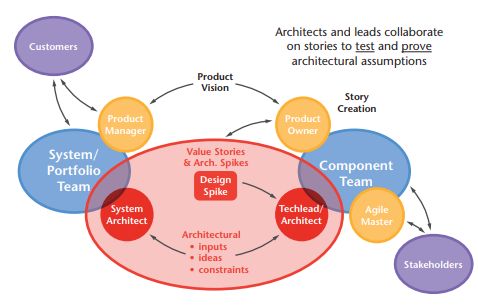 Architects and leads collaborate
on stories to test and prove
architectural assumptions
Customers
Product
Vision
Story
Creation
Product
Manager
Product
Owner
System/
Portfolio
Team
Value Stories
& Arch. Spikes
Design
Spike
Component
Team
System
Architect
Techlead/
Architect
Agile
Master
Architectural
• inputs
• ideas
• constraints
Stakeholders